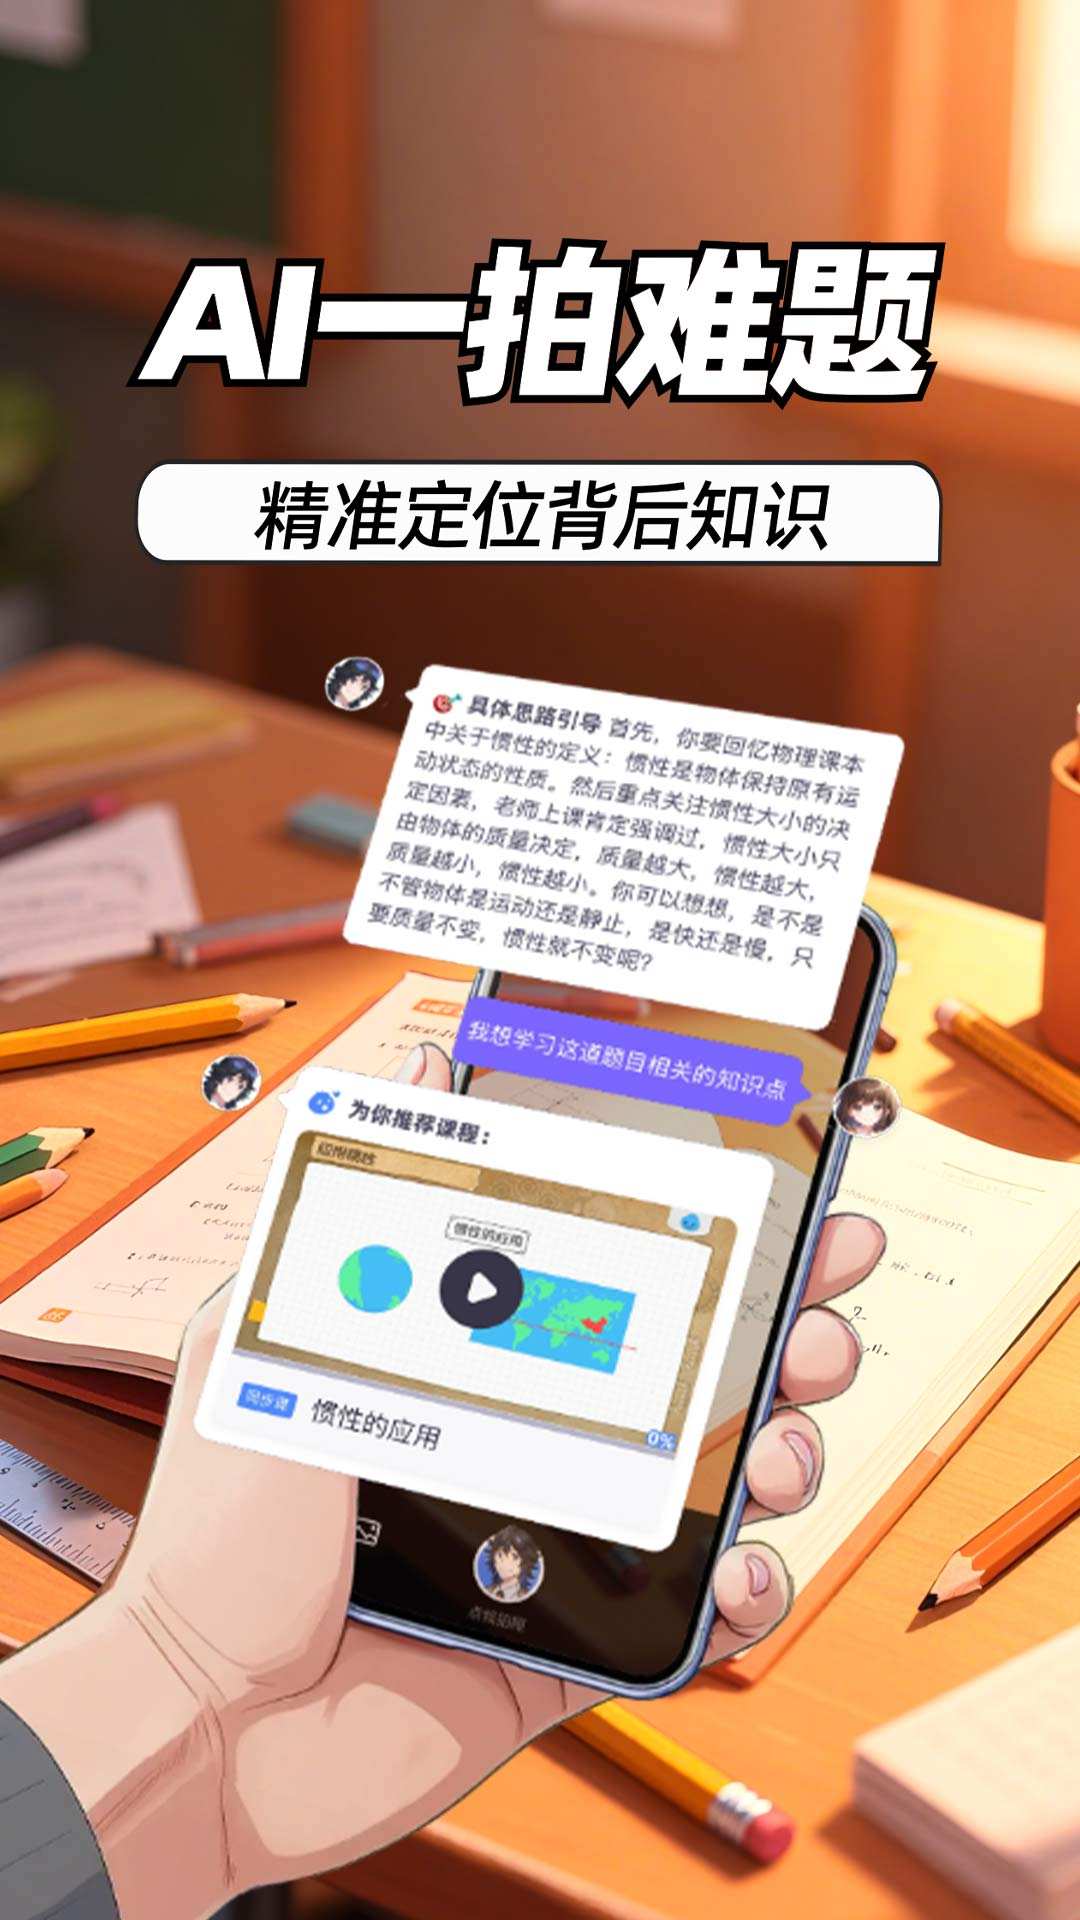 AI一拍难题
精准定位背后知识
具体思路引导 首先，你要回忆物理课本
中关于惯性的定义：惯性是物体保持原有运
动状态的性质。然后重点关注惯性大小的决
定因素，老师上课肯定强调过，惯性大小只
由物体的质量决定，质量越大，惯性越大，
质量越小，惯性越小。你可以想想，是不是
不管物体是运动还是静止，是快还是慢，只
要质量不变，惯性就不变呢？
我想学习这道题目相关的知识点
为你推荐课程：
惯性的应用
0%
同步课 惯性的应用